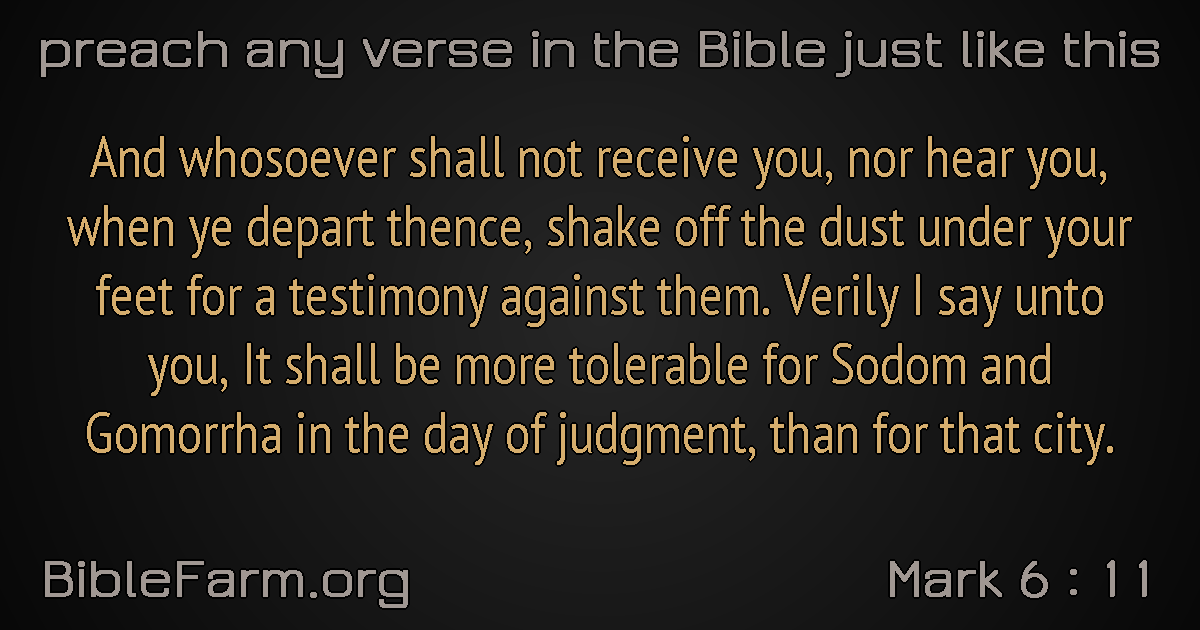 preach any verse in the Bible just like this
And whosoever shall not receive you, nor hear you,
when ye depart thence, shake off the dust under your
feet for a testimony against them. Verily I say unto
you, It shall be more tolerable for Sodom and
Gomorrha in the day of judgment, than for that city.
BibleFarm.org
Mark 6 : 11